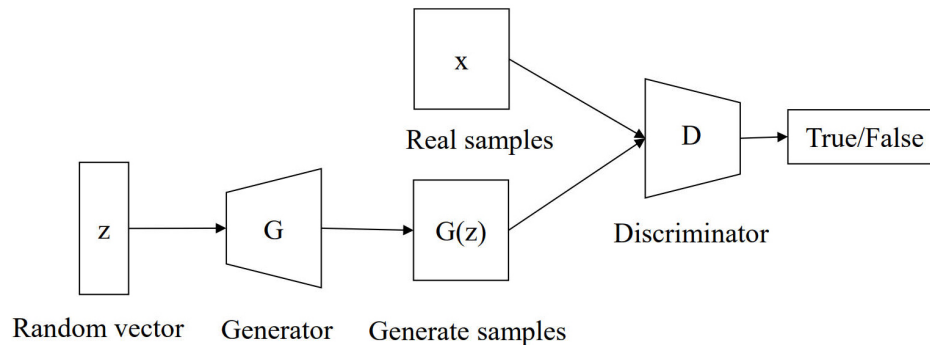 x
Real samples
D
True/False
Discriminator
z
G
G(z)
Random vector
Generator
Generate samples